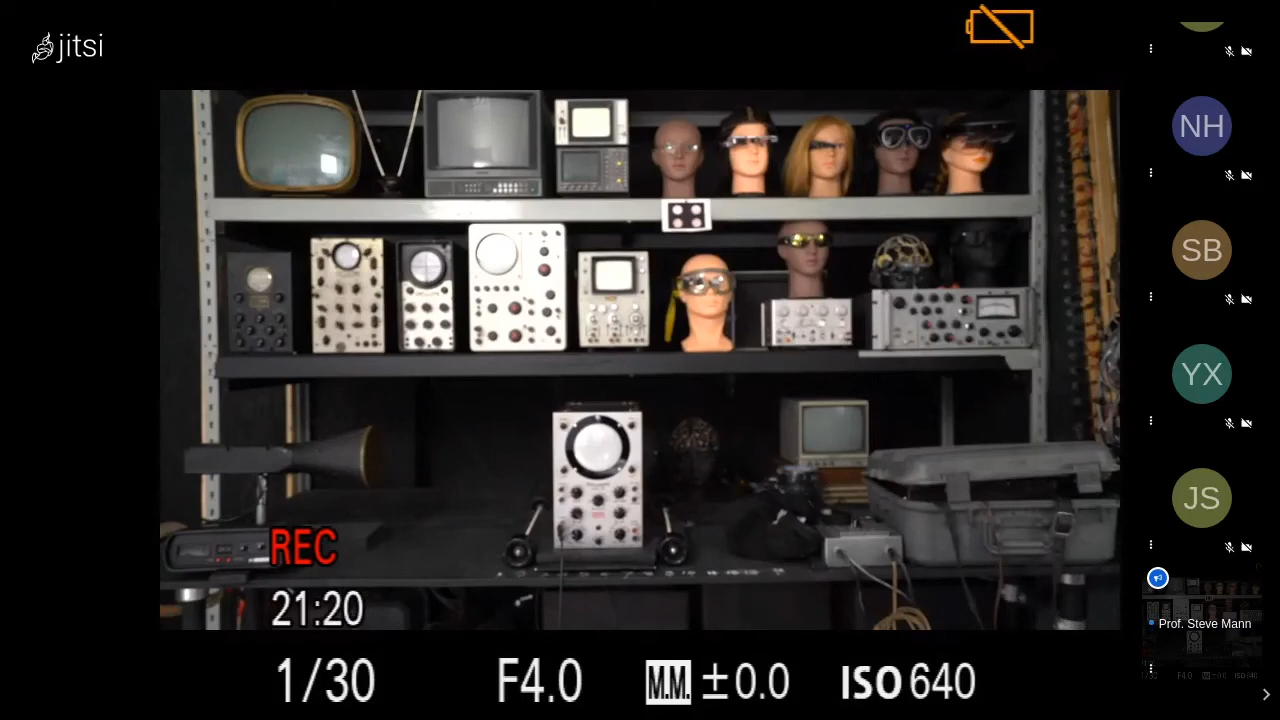 jitsi
NH
SB
YX
JS
REC
21:20
Prof. Steve Mann
1/30 F4.0 M.M. ±0.0 ISO 640